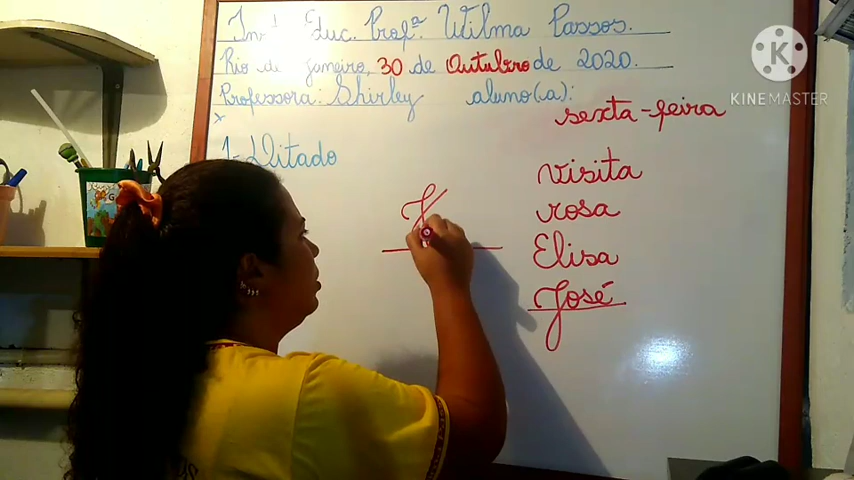 Inst Educ. Profª. Wilma Passos.
Rio de janeiro, 30 de Outubro de 2020.
Professora: Shirley aluno(a):
sexta-feira
x
1-Ditado
visita
rosa
Elisa
José
J
K
KINEMASTER